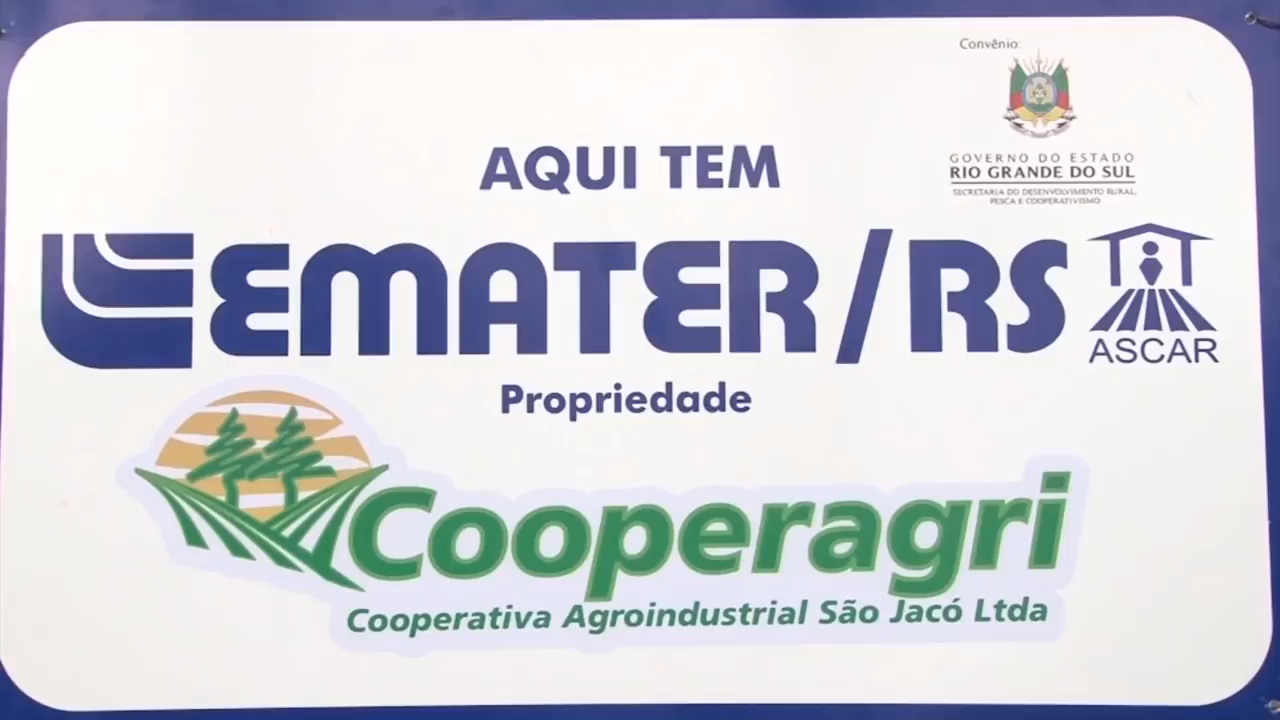 Convênio:
GOVERNO DO ESTADO
RIO GRANDE DO SUL
SECRETARIA DO DESENVOLVIMENTO RURAL,
PESCA E COOPERATIVISMO
AQUI TEM
EMATER/RS
ASCAR
Propriedade
Cooperagri
Cooperativa Agroindustrial São Jacó Ltda